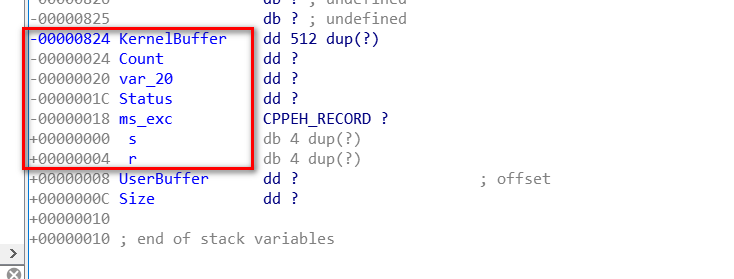 -00000826 db ? ; undefined
-00000825 db ? ; undefined
-00000824 KernelBuffer dd 512 dup(?)
-00000024 Count dd ?
-00000020 var_20 dd ?
-0000001C Status dd ?
-00000018 ms_exc CPPEH_RECORD ?
+00000000 s db 4 dup(?)
+00000004 r db 4 dup(?)
+00000008 UserBuffer dd ? ; offset
+0000000C Size dd ?
+00000010
+00000010 ; end of stack variables